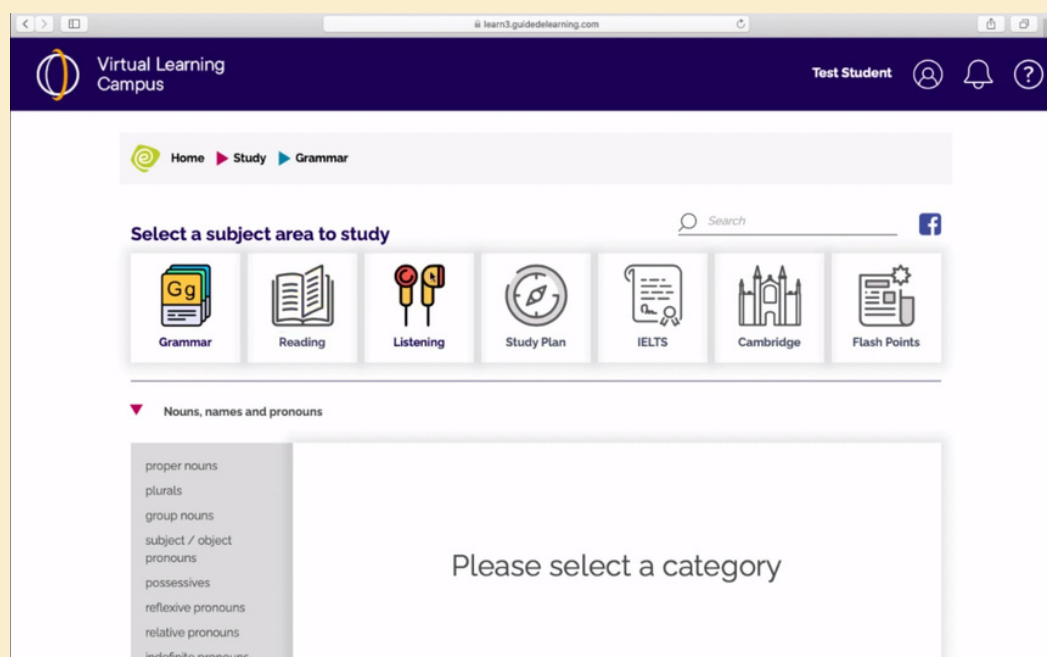 learn3.guidedelearning.com
Virtual Learning
Campus
Test Student
Home Study Grammar
Search
Select a subject area to study
Gg
Grammar Reading Listening Study Plan IELTS Cambridge Flash Points
Nouns, names and pronouns
proper nouns
plurals
group nouns
subject / object
pronouns
possessives
reflexive pronouns
relative pronouns
indefinite pronouns
Please select a category